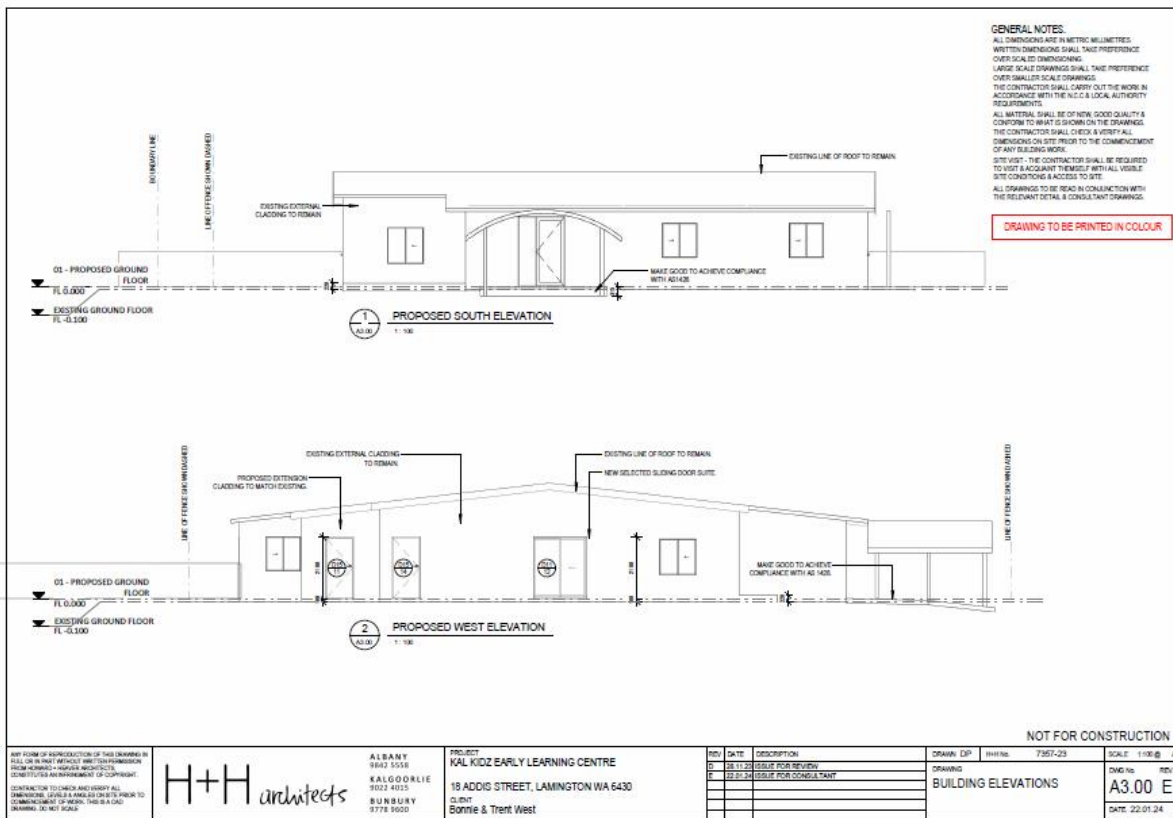 GENERAL NOTES.
ALL DIMENSIONS ARE IN METRIC MILLIMETRES.
WRITTEN DIMENSIONS SHALL TAKE PREFERENCE
OVER SCALED DIMENSIONING.
LARGE SCALE DRAWINGS SHALL TAKE PREFERENCE
OVER SMALLER SCALE DRAWINGS.
THE CONTRACTOR SHALL CARRY OUT THE WORK IN
ACCORDANCE WITH THE N.C.C & LOCAL AUTHORITY
REQUIREMENTS.
ALL MATERIAL SHALL BE OF NEW, GOOD QUALITY &
CONFORM TO WHAT IS SHOWN ON THE DRAWINGS.
THE CONTRACTOR SHALL CHECK & VERIFY ALL
DIMENSIONS ON SITE PRIOR TO THE COMMENCEMENT
OF ANY BUILDING WORK.
SITE VISIT - THE CONTRACTOR SHALL BE REQUIRED
TO VISIT & ACQUAINT THEMSELF WITH ALL VISIBLE
SITE CONDITIONS & ACCESS TO SITE.
ALL DRAWINGS TO BE READ IN CONJUNCTION WITH
THE RELEVANT DETAIL & CONSULTANT DRAWINGS.
DRAWING TO BE PRINTED IN COLOUR
BOUNDARY LINE
LINE OF FENCE SHOWN DASHED
EXISTING LINE OF ROOF TO REMAIN
EXISTING EXTERNAL
CLADDING TO REMAIN
MAKE GOOD TO ACHIEVE COMPLIANCE
WITH AS1428
01 - PROPOSED GROUND
FLOOR
FL 0.000
EXISTING GROUND FLOOR
FL -0.100
1
A3.00
PROPOSED SOUTH ELEVATION
1 : 100
LINE OF FENCE SHOWN DASHED
EXISTING EXTERNAL CLADDING
TO REMAIN
PROPOSED EXTENSION
CLADDING TO MATCH EXISTING.
EXISTING LINE OF ROOF TO REMAIN.
NEW SELECTED SLIDING DOOR SUITE.
LINE OF FENCE SHOWN DASHED
MAKE GOOD TO ACHIEVE
COMPLIANCE WITH AS 1428.
01 - PROPOSED GROUND
FLOOR
FL 0.000
EXISTING GROUND FLOOR
FL -0.100
2
A3.00
PROPOSED WEST ELEVATION
1 : 100
NOT FOR CONSTRUCTION
ANY FORM OF REPRODUCTION OF THIS DRAWING IN
FULL OR IN PART WITHOUT WRITTEN PERMISSION
FROM HOWARD + HEAVER ARCHITECTS,
CONSTITUTES AN INFRINGEMENT OF COPYRIGHT.
CONTRACTOR TO CHECK AND VERIFY ALL
DIMENSIONS, LEVELS & ANGLES ON SITE PRIOR TO
COMMENCEMENT OF WORK. THIS IS A CAD
DRAWING. DO NOT SCALE
H+H architects
ALBANY
9842 5558
KALGOORLIE
9022 4015
BUNBURY
9778 9600
PROJECT
KAL KIDZ EARLY LEARNING CENTRE
18 ADDIS STREET, LAMINGTON WA 6430
CLIENT
Bonnie & Trent West
REV DATE DESCRIPTION
D 28.11.23 ISSUE FOR REVIEW
E 22.01.24 ISSUE FOR CONSULTANT
DRAWN DP H+H No. 7357-23
DRAWING
BUILDING ELEVATIONS
SCALE 1:100 @
DWG No. REV
A3.00 E
DATE 22.01.24